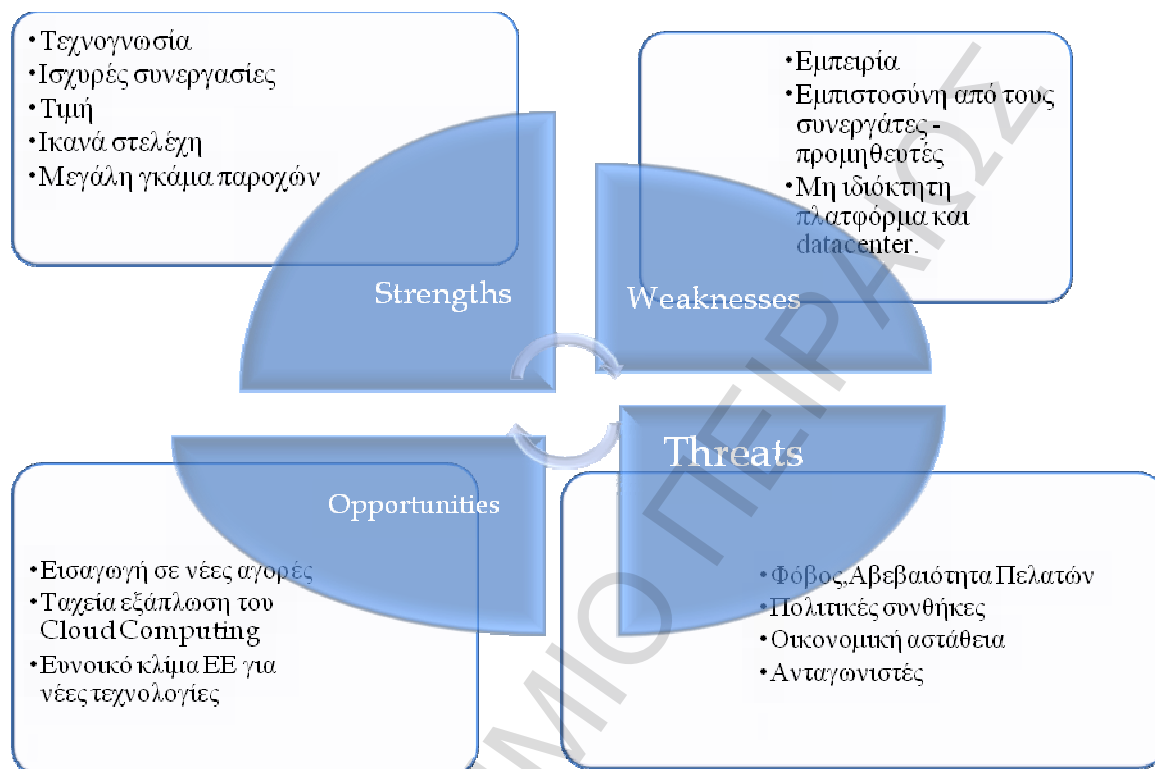 •Τεχνογνωσία
•Ισχυρές συνεργασίες
•Τιμή
•Ικανά στελέχη
•Μεγάλη γκάμα παροχών
Strengths
•Εμπειρία
•Εμπιστοσύνη από τους
συνεργάτες -
προμηθευτές
•Μη ιδιόκτητη
πλατφόρμα και
datacenter.
Weaknesses
Opportunities
•Εισαγωγή σε νέες αγορές
•Ταχεία εξάπλωση του
Cloud Computing
•Ευνοικό κλίμα ΕΕ για
νέες τεχνολογίες
Threats
•Φόβος,Αβεβαιότητα Πελατών
•Πολιτικές συνθήκες
•Οικονομική αστάθεια
•Ανταγωνιστές
ΜΙΟ ΠΕΙΡΑΙΩΣ